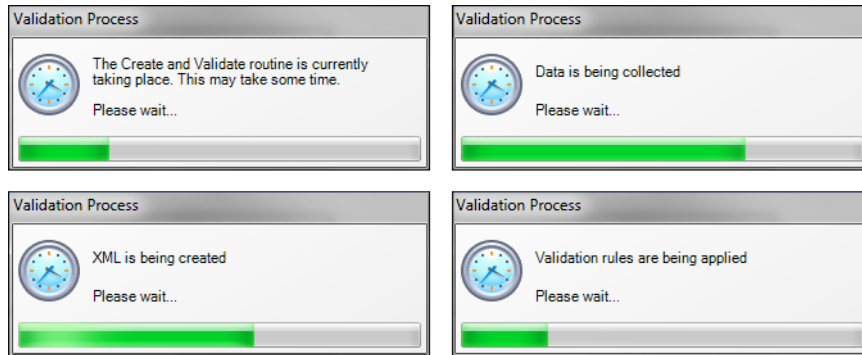 Validation Process
The Create and Validate routine is currently
taking place. This may take some time.
Please wait...
Validation Process
Data is being collected
Please wait...
Validation Process
XML is being created
Please wait...
Validation Process
Validation rules are being applied
Please wait...